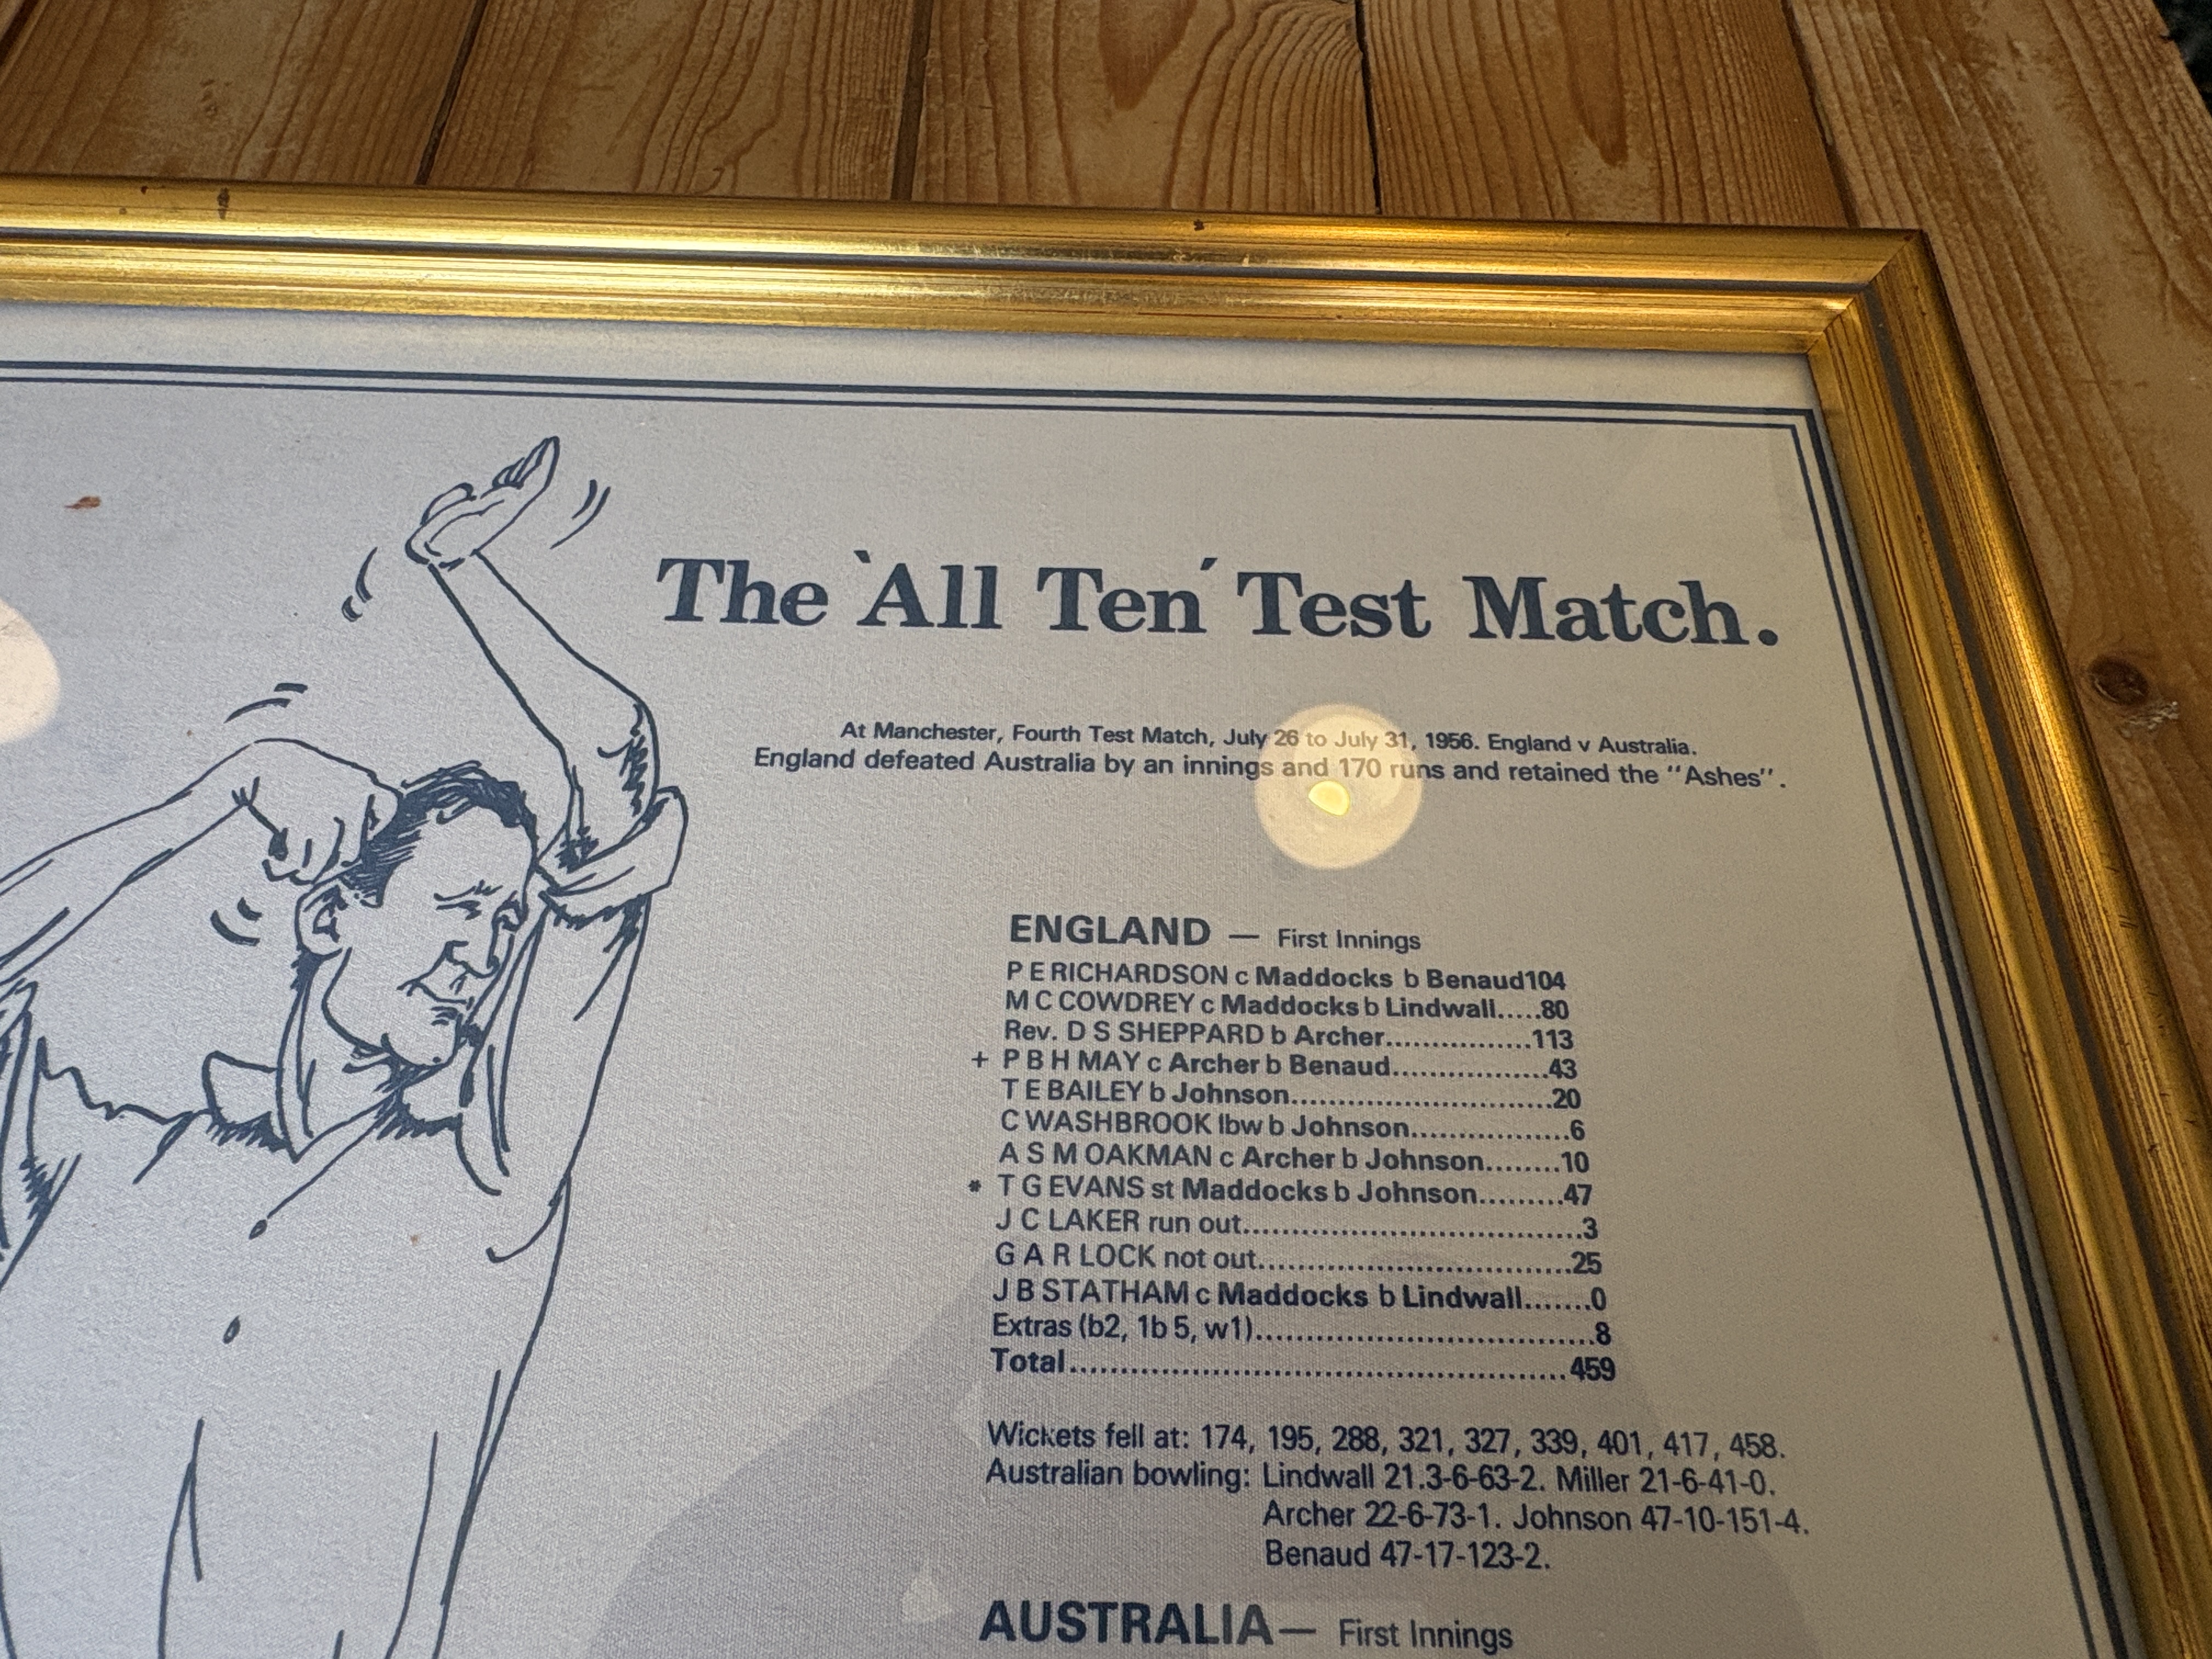 The 'All Ten' Test Match.
At Manchester, Fourth Test Match, July 26 to July 31, 1956. England v Australia.
England defeated Australia by an innings and 170 runs and retained the "Ashes".
ENGLAND — First Innings
P E RICHARDSON c Maddocks b Benaud104
M C COWDREY c Maddocks b Lindwall.....80
Rev. D S SHEPPARD b Archer................113
+ P B H MAY c Archer b Benaud.................43
T E BAILEY b Johnson.............................20
C WASHBROOK lbw b Johnson.................6
A S M OAKMAN c Archer b Johnson........10
* T G EVANS st Maddocks b Johnson.........47
J C LAKER run out.....................................3
G A R LOCK not out..................................25
J B STATHAM c Maddocks b Lindwall.......0
Extras (b2, 1b 5, w1).....................................8
Total.....................................................459
Wickets fell at: 174, 195, 288, 321, 327, 339, 401, 417, 458.
Australian bowling: Lindwall 21.3-6-63-2. Miller 21-6-41-0.
Archer 22-6-73-1. Johnson 47-10-151-4.
Benaud 47-17-123-2.
AUSTRALIA— First Innings